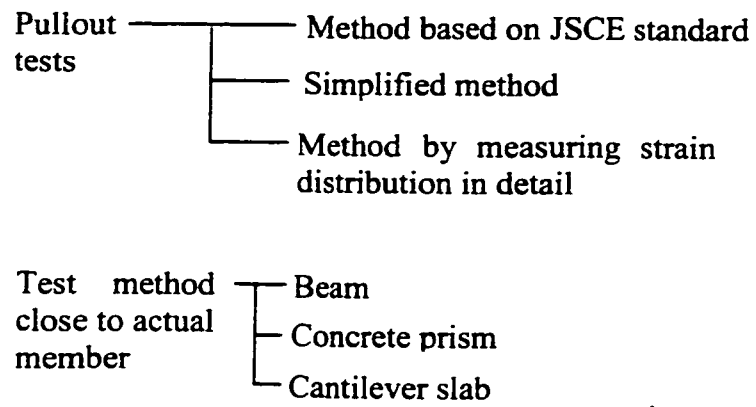 Pullout
tests
Method based on JSCE standard
Simplified method
Method by measuring strain
distribution in detail
Test method
close to actual
member
Beam
Concrete prism
Cantilever slab